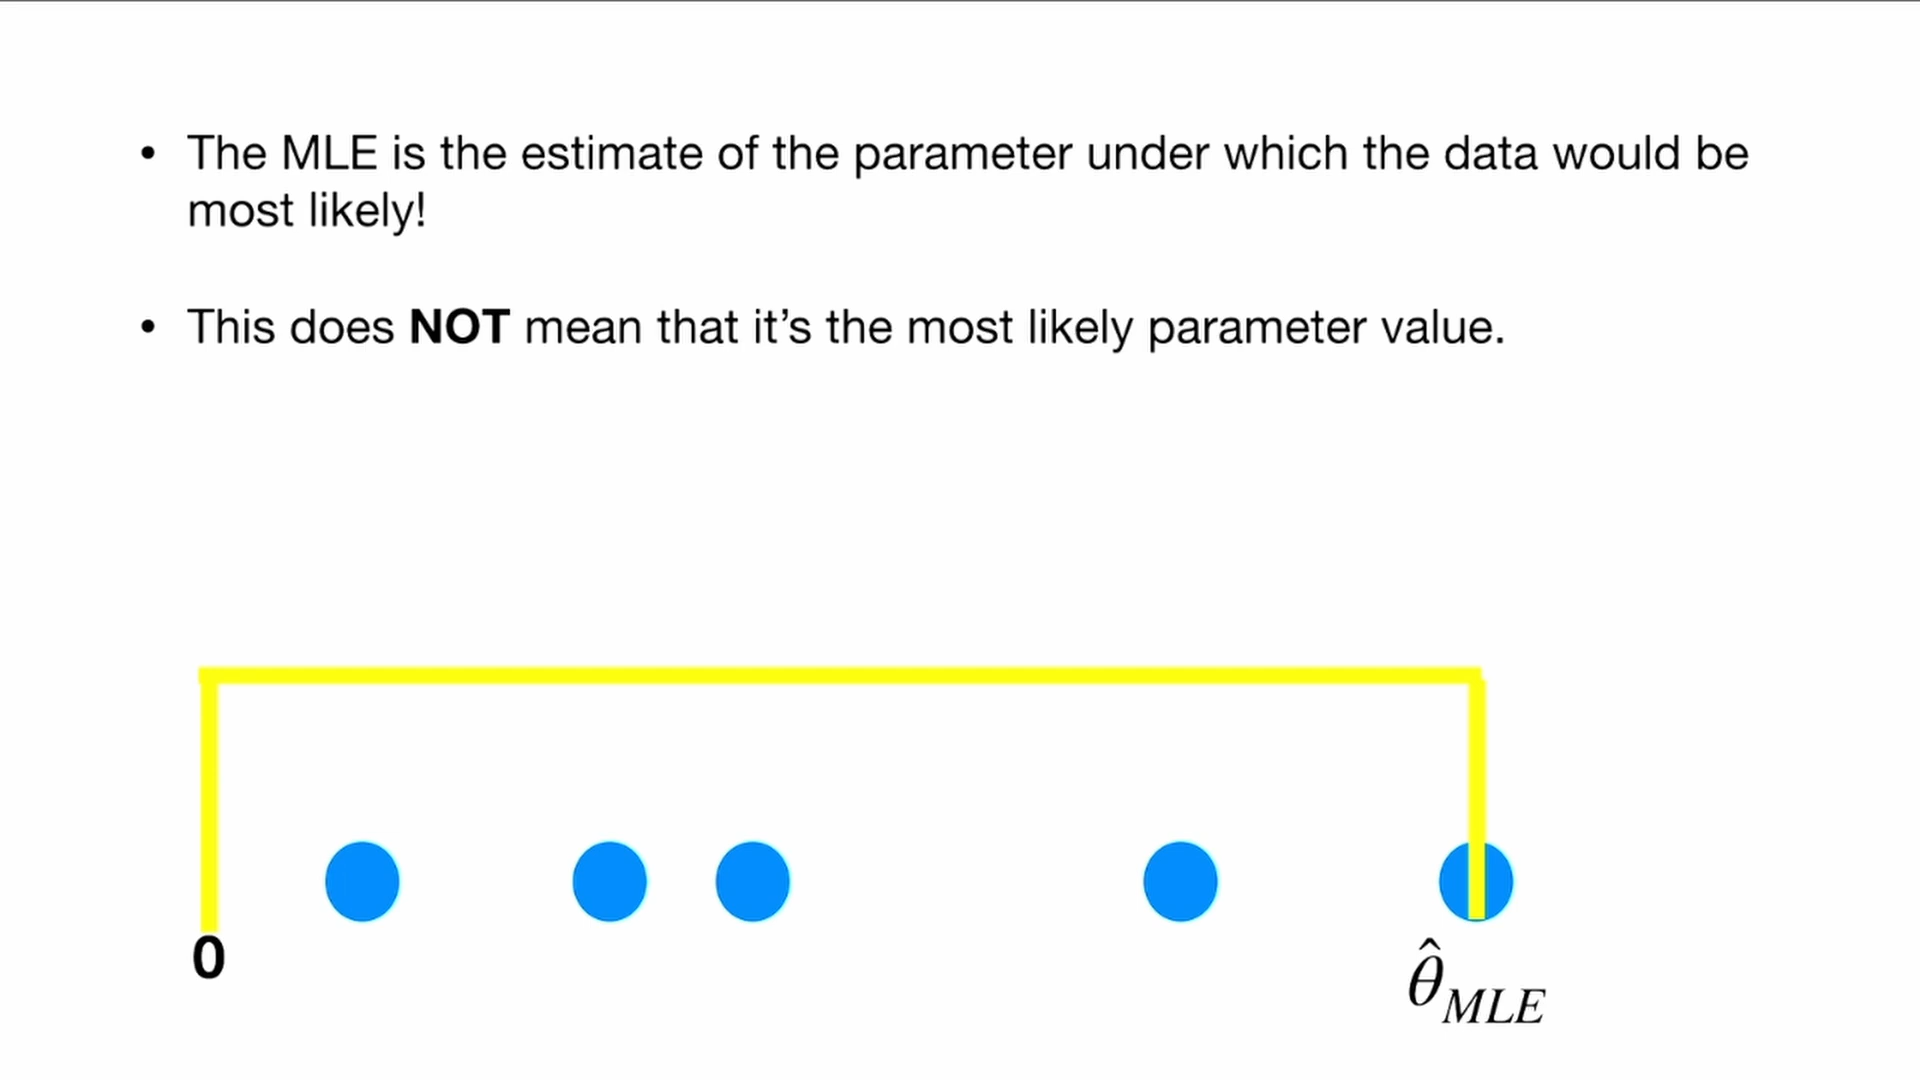 • The MLE is the estimate of the parameter under which the data would be
most likely!
• This does NOT mean that it’s the most likely parameter value.
0
θ̂MLE